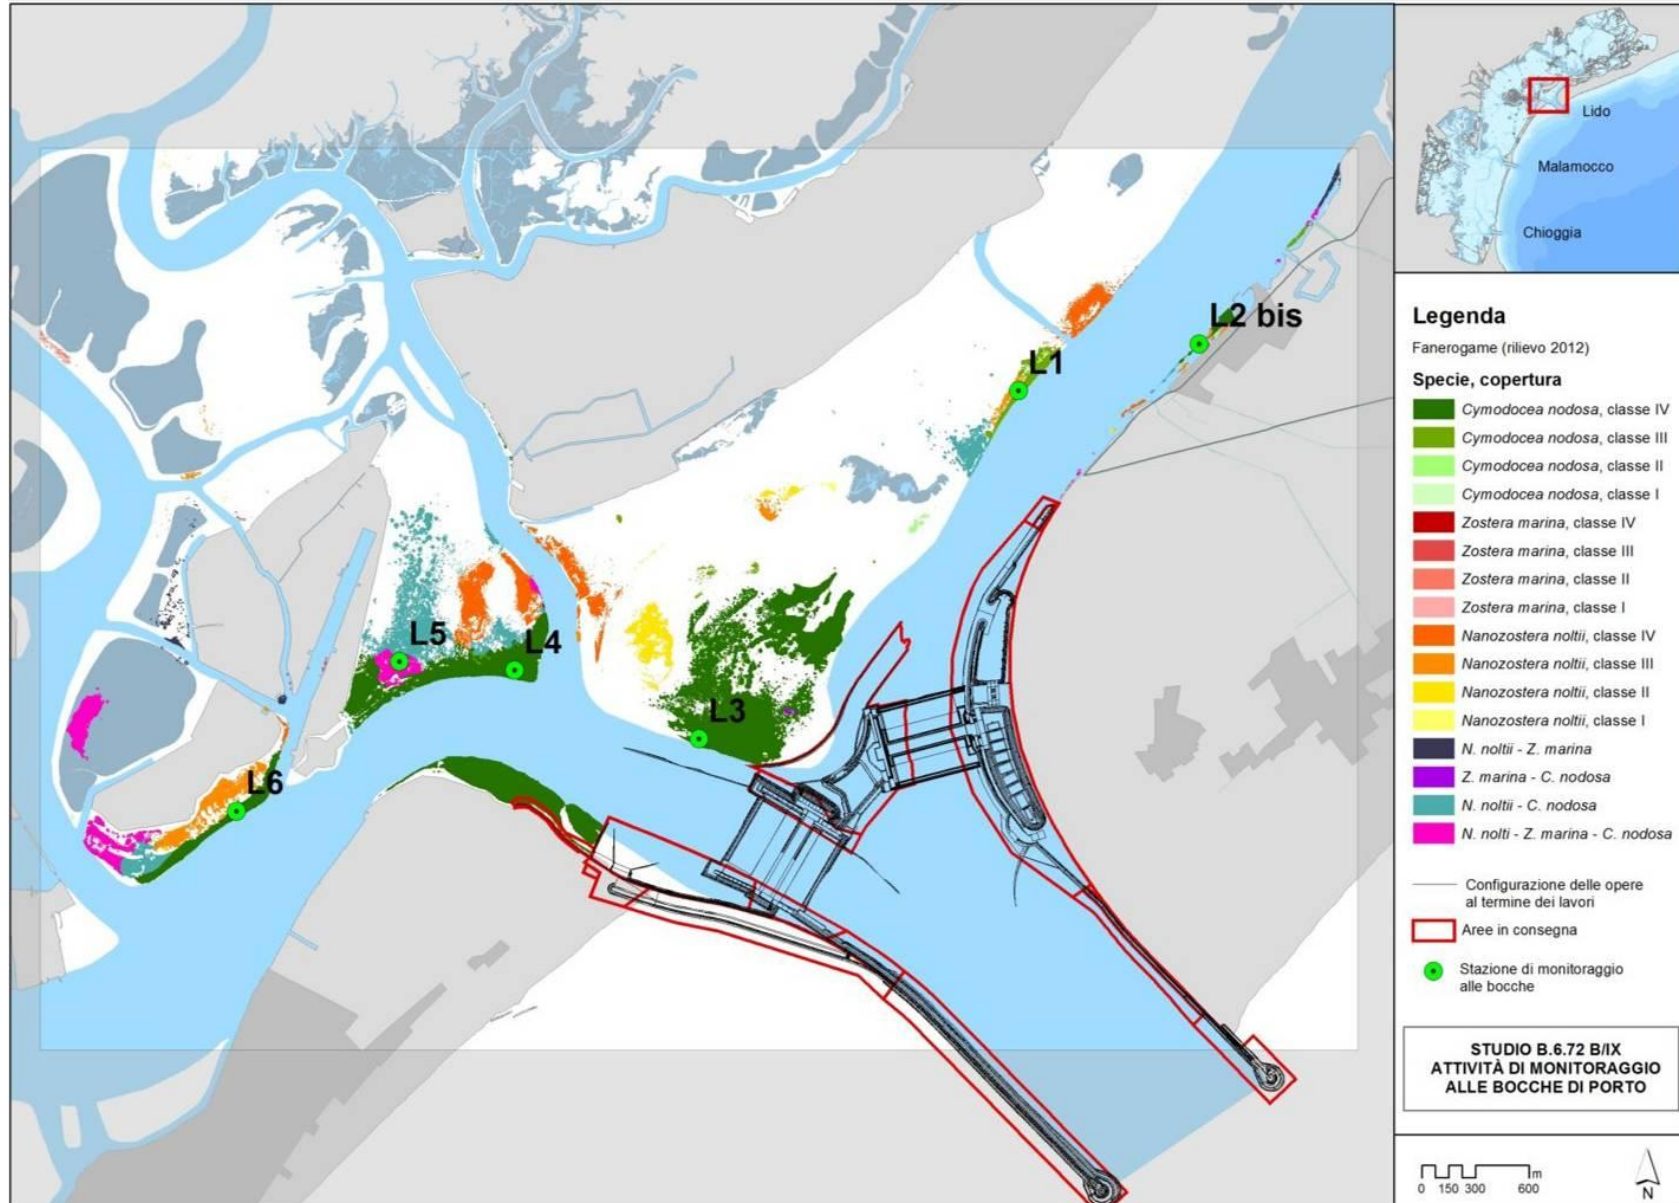 L2 bis
L1
L5
L4
L3
L6
Lido
Malamocco
Chioggia
Legenda
Fanerogame (rilievo 2012)
Specie, copertura
Cymodocea nodosa, classe IV
Cymodocea nodosa, classe III
Cymodocea nodosa, classe II
Cymodocea nodosa, classe I
Zostera marina, classe IV
Zostera marina, classe III
Zostera marina, classe II
Zostera marina, classe I
Nanozostera noltii, classe IV
Nanozostera noltii, classe III
Nanozostera noltii, classe II
Nanozostera noltii, classe I
N. noltii - Z. marina
Z. marina - C. nodosa
N. noltii - C. nodosa
N. nolti - Z. marina - C. nodosa
Configurazione delle opere
al termine dei lavori
Aree in consegna
Stazione di monitoraggio
alle bocche
STUDIO B.6.72 B/IX
ATTIVITÀ DI MONITORAGGIO
ALLE BOCCHE DI PORTO
m
0 150 300 600
N